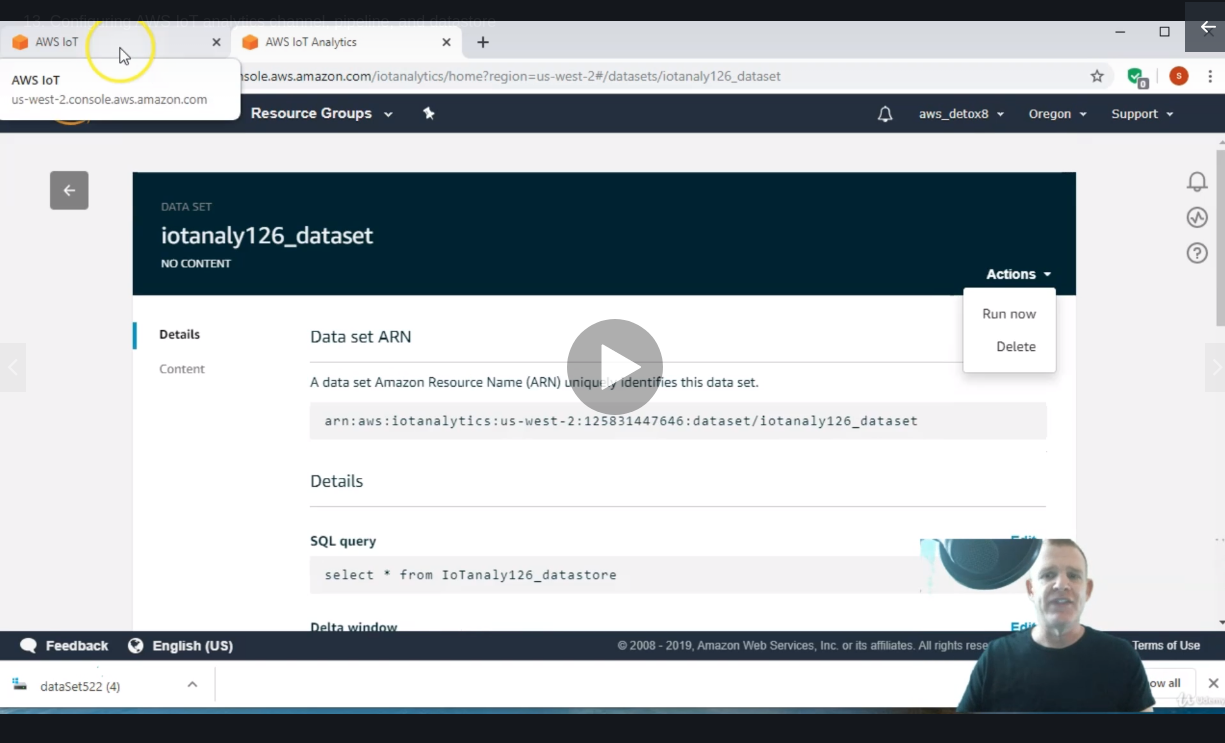 13. Configuring AWS IoT analytics channel, pipeline, and datastore
AWS IoT
AWS IoT Analytics
AWS IoT
us-west-2.console.aws.amazon.com
nsole.aws.amazon.com/iotanalytics/home?region=us-west-2#/datasets/iotanaly126_dataset
0
S
Resource Groups
aws_detox8
Oregon
Support
DATA SET
iotanaly126_dataset
NO CONTENT
Actions
Run now
Delete
Details
Content
Data set ARN
A data set Amazon Resource Name (ARN) uniquely identifies this data set.
arn:aws:iotanalytics:us-west-2:125831447646:dataset/iotanaly126_dataset
Details
SQL query
Edit
select * from IoTanaly126_datastore
Delta window
Edit
Feedback
English (US)
© 2008 - 2019, Amazon Web Services, Inc. or its affiliates. All rights rese
Terms of Use
dataSet522 (4)
ow all
Udemy